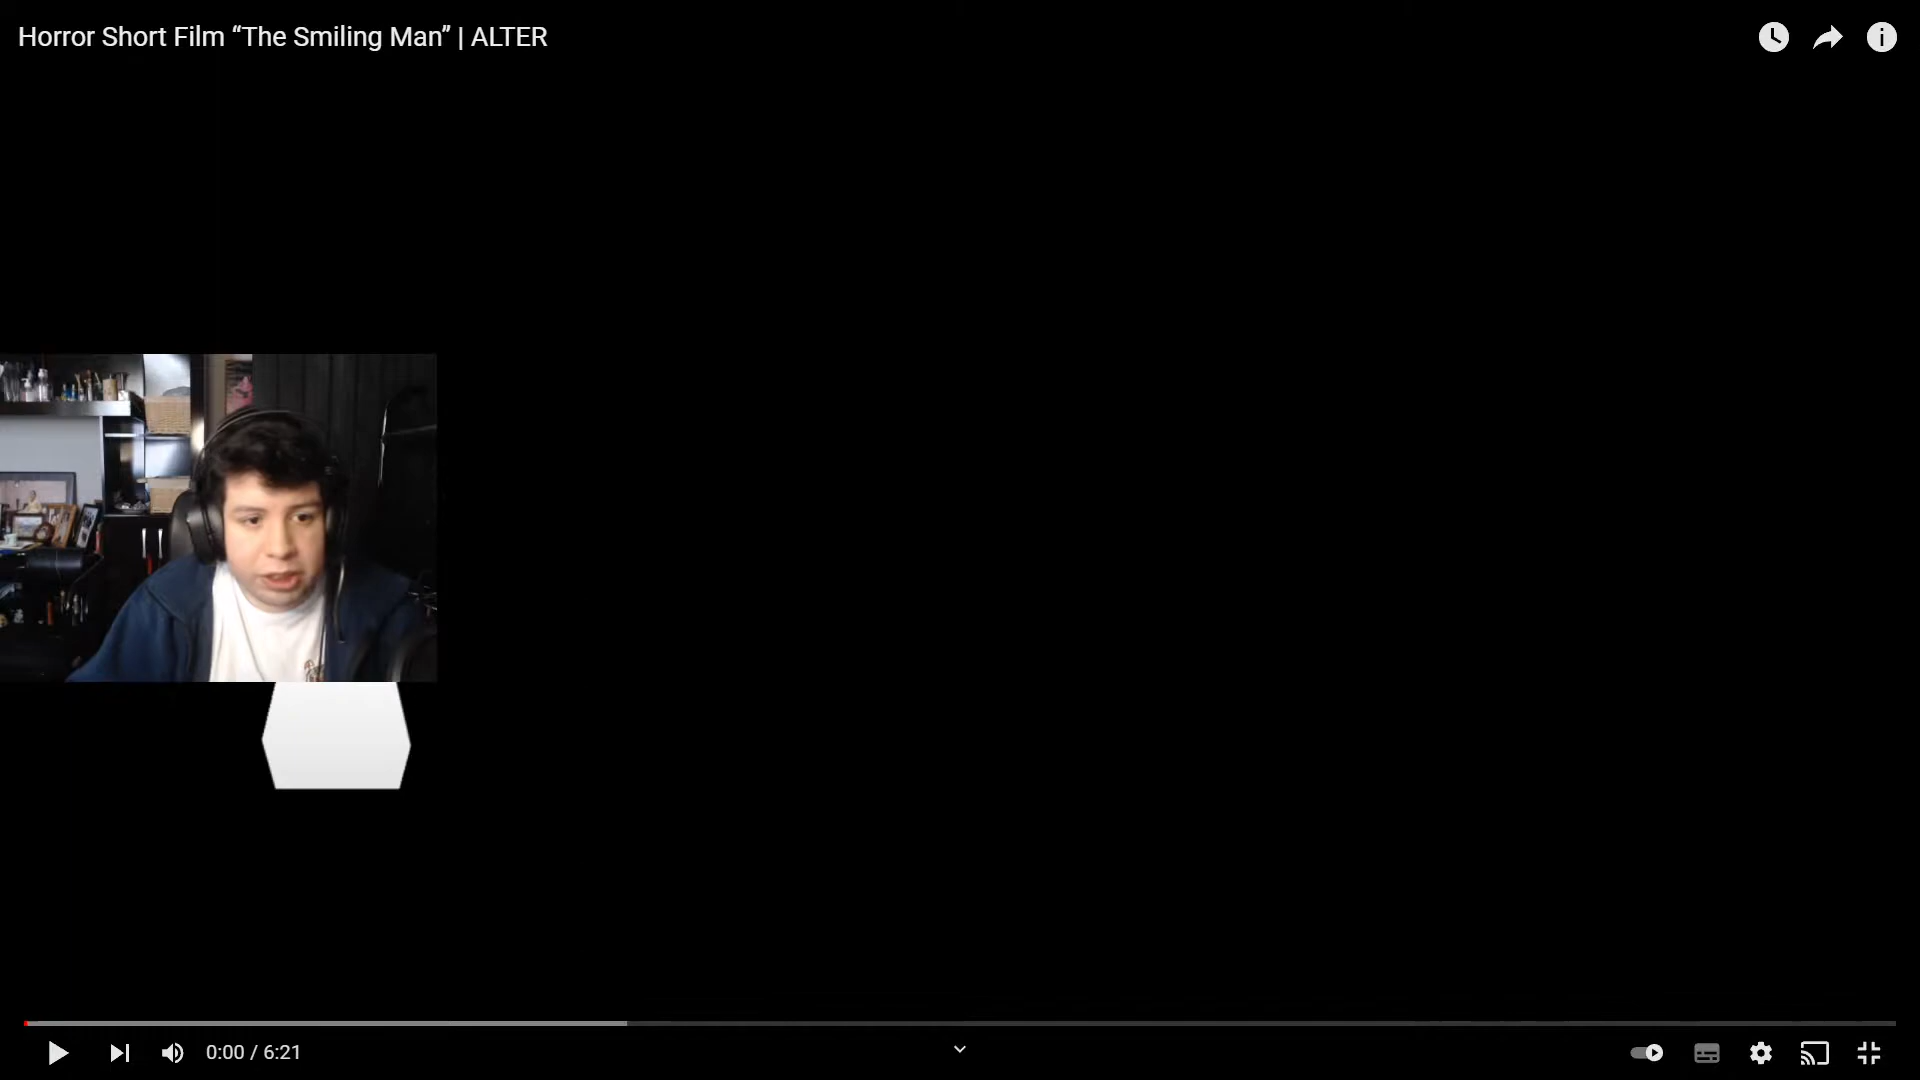 Horror Short Film “The Smiling Man” | ALTER
0:00 / 6:21